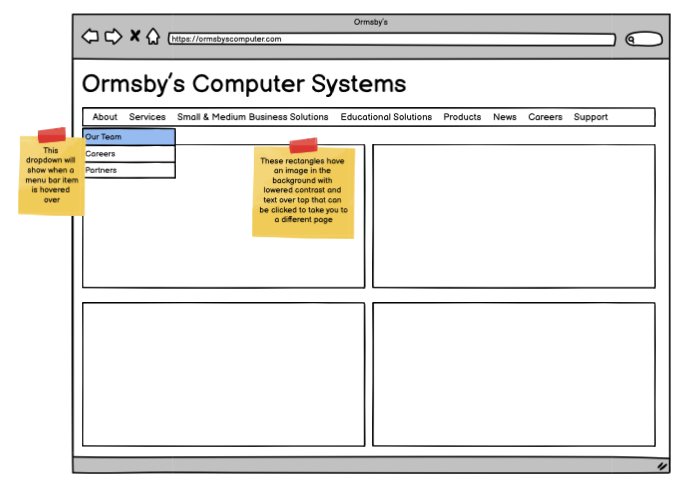 Ormsby's
https://ormsbyscomputer.com
Ormsby's Computer Systems
About Services Small & Medium Business Solutions Educational Solutions Products News Careers Support
Our Team
Careers
Partners
This
dropdown will
show when a
menu bar item
is hovered
over
These rectangles have
an image in the
background with
lowered contrast and
text over top that can
be clicked to take you to
a different page